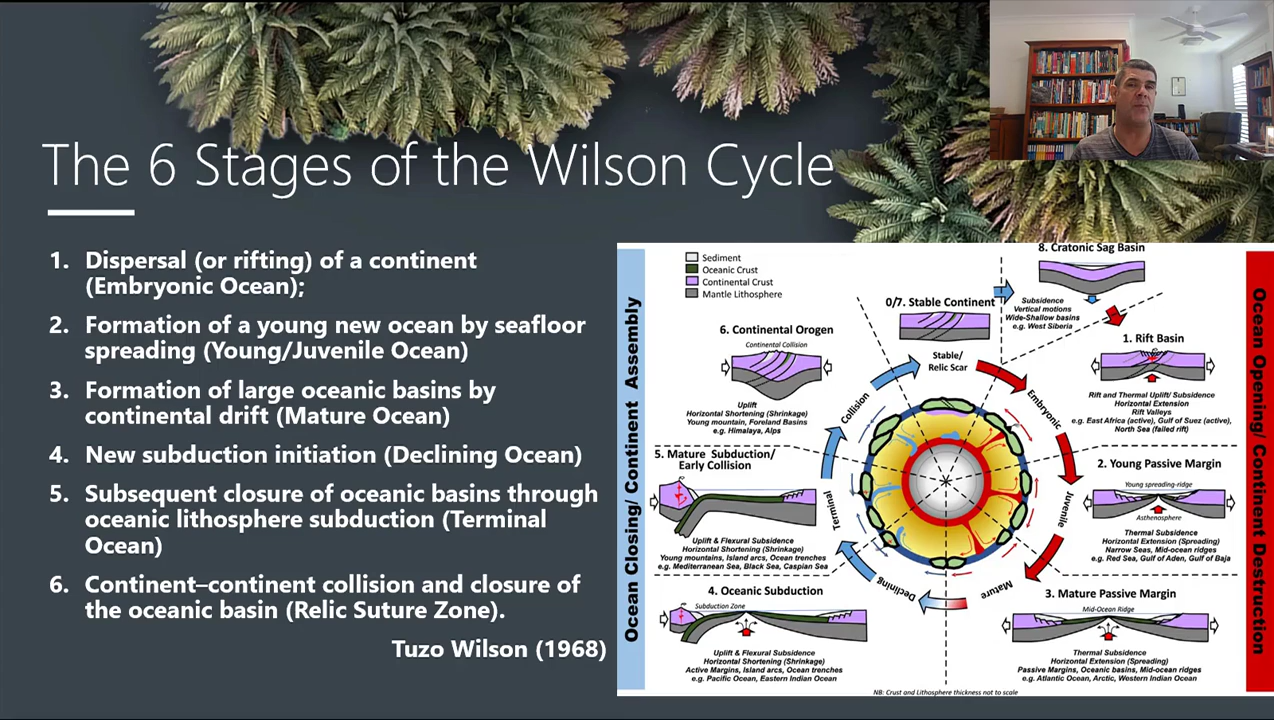 The 6 Stages of the Wilson Cycle
1. Dispersal (or rifting) of a continent
(Embryonic Ocean);
2. Formation of a young new ocean by seafloor
spreading (Young/Juvenile Ocean)
3. Formation of large oceanic basins by
continental drift (Mature Ocean)
4. New subduction initiation (Declining Ocean)
5. Subsequent closure of oceanic basins through
oceanic lithosphere subduction (Terminal
Ocean)
6. Continent–continent collision and closure of
the oceanic basin (Relic Suture Zone).
Tuzo Wilson (1968)
Ocean Closing/ Continent Assembly
Sediment
Oceanic Crust
Continental Crust
Mantle Lithosphere
8. Cratonic Sag Basin
Subsidence
Vertical motions
Wide-Shallow basins
e.g. West Siberia
0/7. Stable Continent
Stable/
Relic Scar
1. Rift Basin
Rift and Thermal Uplift/ Subsidence
Horizontal Extension
Rift Valleys
e.g. East Africa (active), Gulf of Suez (active),
North Sea (failed rift)
Embryonic
2. Young Passive Margin
Young spreading-ridge
Asthenosphere
Thermal Subsidence
Horizontal Extension (Spreading)
Narrow Seas, Mid-ocean ridges
e.g. Red Sea, Gulf of Aden, Gulf of Baja
Juvenile
3. Mature Passive Margin
Mid-Ocean Ridge
Thermal Subsidence
Horizontal Extension (Spreading)
Passive Margins, Oceanic basins, Mid-ocean ridges
e.g. Atlantic Ocean, Arctic, Western Indian Ocean
Mature
4. Oceanic Subduction
Subduction Zone
Uplift & Flexural Subsidence
Horizontal Shortening (Shrinkage)
Active Margins, Island arcs, Ocean trenches
e.g. Pacific Ocean, Eastern Indian Ocean
Declining
5. Mature Subduction/
Early Collision
Uplift & Flexural Subsidence
Horizontal Shortening (Shrinkage)
Young mountains, Island arcs, Ocean trenches
e.g. Mediterranean Sea, Black Sea, Caspian Sea
Terminal
6. Continental Orogen
Continental Collision
Uplift
Horizontal Shortening (Shrinkage)
Young mountain, Foreland Basins
e.g. Himalaya, Alps
Collision
Ocean Opening/ Continent Destruction
NB: Crust and Lithosphere thickness not to scale